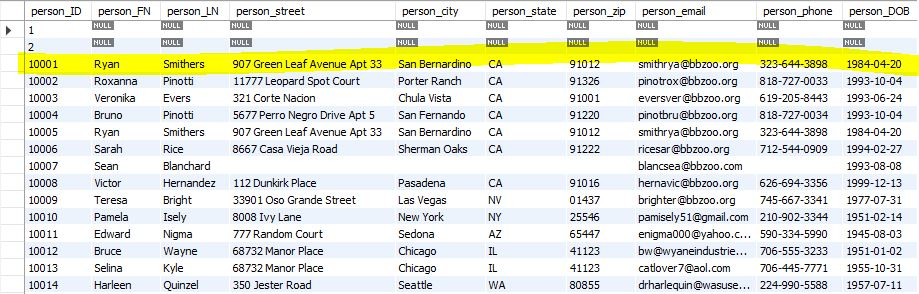 person_ID person_FN person_LN person_street person_city person_state person_zip person_email person_phone person_DOB
1 NULL NULL NULL NULL NULL NULL NULL NULL NULL
2 NULL NULL NULL NULL NULL NULL NULL NULL NULL
10001 Ryan Smithers 907 Green Leaf Avenue Apt 33 San Bernardino CA 91012 smithrya@bbzoo.org 323-644-3898 1984-04-20
10002 Roxanna Pinotti 11777 Leopard Spot Court Porter Ranch CA 91326 pinotrox@bbzoo.org 818-727-0033 1993-10-04
10003 Veronika Evers 321 Corte Nacion Chula Vista CA 91001 eversver@bbzoo.org 619-205-8443 1993-06-24
10004 Bruno Pinotti 5677 Perro Negro Drive Apt 5 San Fernando CA 91220 pinotbru@bbzoo.org 818-727-0034 1993-10-04
10005 Ryan Smithers 907 Green Leaf Avenue Apt 33 San Bernardino CA 91012 smithrya@bbzoo.org 323-644-3898 1984-04-20
10006 Sarah Rice 8667 Casa Vieja Road Sherman Oaks CA 91222 ricesar@bbzoo.org 712-544-0909 1994-02-27
10007 Sean Blanchard blancsea@bbzoo.com 1993-08-08
10008 Victor Hernandez 112 Dunkirk Place Pasadena CA 91016 hernavic@bbzoo.org 626-694-3356 1999-12-13
10009 Teresa Bright 33901 Oso Grande Street Las Vegas NV 01437 brighter@bbzoo.org 745-667-3341 1977-07-31
10010 Pamela Isely 8008 Ivy Lane New York NY 25546 pamisely51@gmail.com 210-902-3344 1951-02-14
10011 Edward Nigma 777 Random Court Sedona AZ 65447 enigma000@yahoo.com... 590-334-5990 1945-08-03
10012 Bruce Wayne 68732 Manor Place Chicago IL 41123 bw@wyaneindustrie... 706-555-3233 1951-01-02
10013 Selina Kyle 68732 Manor Place Chicago IL 41123 catlover7@aol.com 706-445-7771 1955-10-31
10014 Harleen Quinzel 350 Jester Road Seattle WA 80855 drharlequin@wasuse... 224-990-5588 1957-07-11